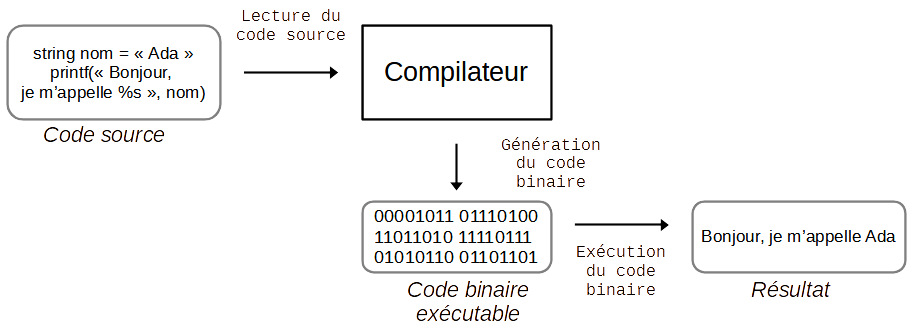 string nom = « Ada »
printf(« Bonjour,
je m’appelle %s », nom)
Code source
Lecture du
code source
Compilateur
Génération
du code
binaire
00001011 01110100
11011010 11110111
01010110 01101101
Code binaire
exécutable
Exécution
du code
binaire
Bonjour, je m’appelle Ada
Résultat